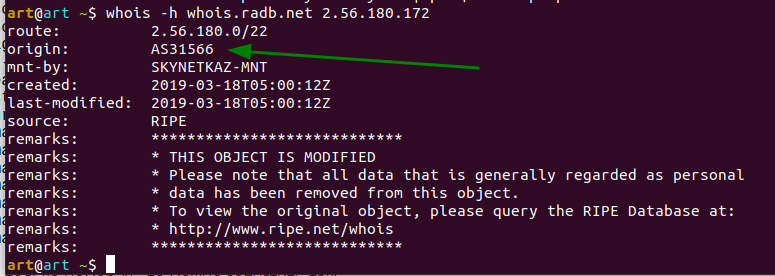 art@art ~$ whois -h whois.radb.net 2.56.180.172
route: 2.56.180.0/22
origin: AS31566
mnt-by: SKYNETKAZ-MNT
created: 2019-03-18T05:00:12Z
last-modified: 2019-03-18T05:00:12Z
source: RIPE
remarks: ****************************
remarks: * THIS OBJECT IS MODIFIED
remarks: * Please note that all data that is generally regarded as personal
remarks: * data has been removed from this object.
remarks: * To view the original object, please query the RIPE Database at:
remarks: * http://www.ripe.net/whois
remarks: ****************************
art@art ~$